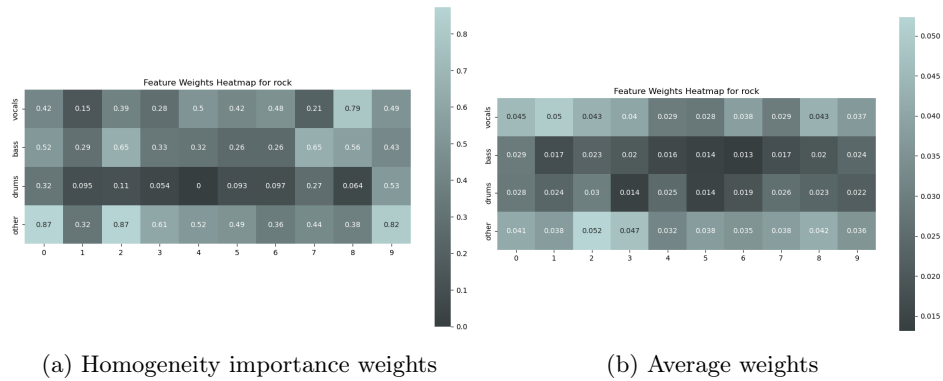 Feature Weights Heatmap for rock
vocals 0.42 0.15 0.39 0.28 0.5 0.42 0.48 0.21 0.79 0.49
bass 0.52 0.29 0.65 0.33 0.32 0.26 0.26 0.65 0.56 0.43
drums 0.32 0.095 0.11 0.054 0 0.093 0.097 0.27 0.064 0.53
other 0.87 0.32 0.87 0.61 0.52 0.49 0.36 0.44 0.38 0.82
0 1 2 3 4 5 6 7 8 9
0.8
0.7
0.6
0.5
0.4
0.3
0.2
0.1
0.0
(a) Homogeneity importance weights
Feature Weights Heatmap for rock
vocals 0.045 0.05 0.043 0.04 0.029 0.028 0.038 0.029 0.043 0.037
bass 0.029 0.017 0.023 0.02 0.016 0.014 0.013 0.017 0.02 0.024
drums 0.028 0.024 0.03 0.014 0.025 0.014 0.019 0.026 0.023 0.022
other 0.041 0.038 0.052 0.047 0.032 0.038 0.035 0.038 0.042 0.036
0 1 2 3 4 5 6 7 8 9
0.050
0.045
0.040
0.035
0.030
0.025
0.020
0.015
(b) Average weights